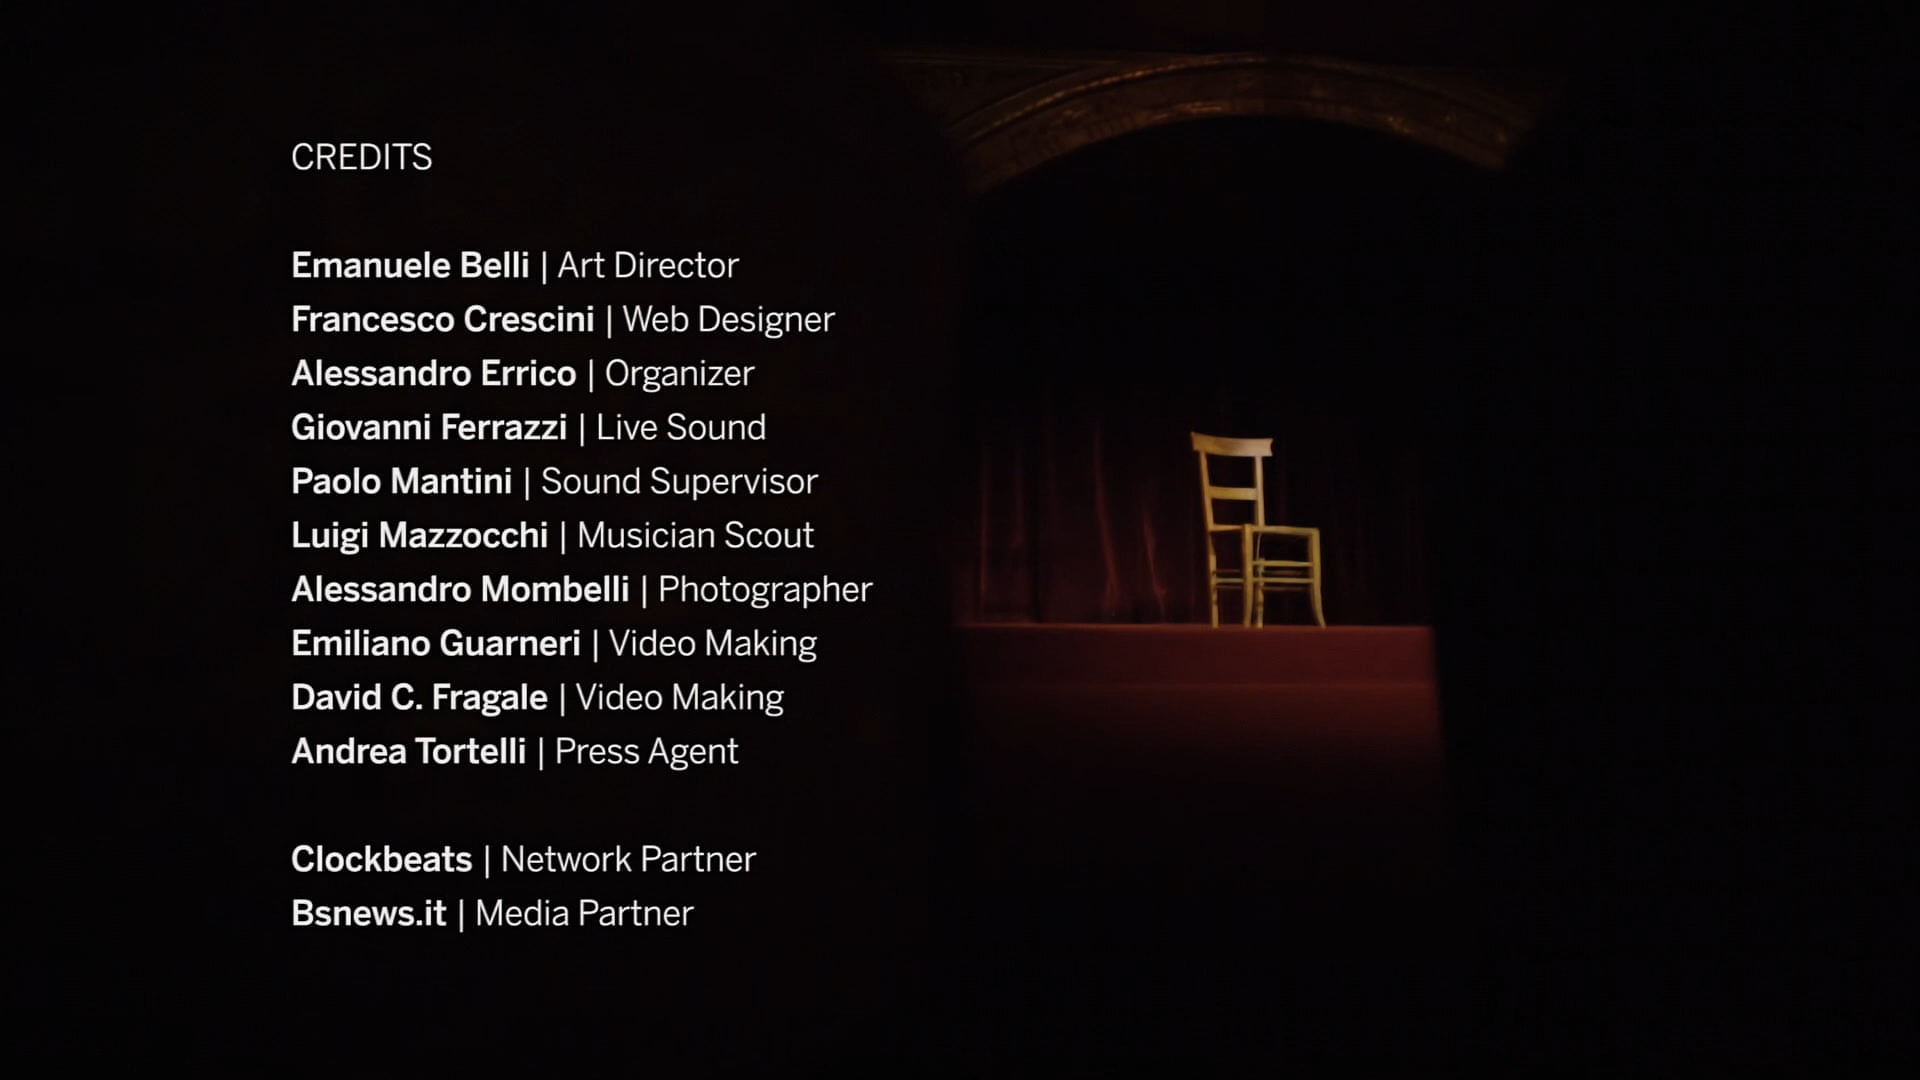 CREDITS
Emanuele Belli | Art Director
Francesco Crescini | Web Designer
Alessandro Errico | Organizer
Giovanni Ferrazzi | Live Sound
Paolo Mantini | Sound Supervisor
Luigi Mazzocchi | Musician Scout
Alessandro Mombelli | Photographer
Emiliano Guarneri | Video Making
David C. Fragale | Video Making
Andrea Tortelli | Press Agent
Clockbeats | Network Partner
Bsnews.it | Media Partner